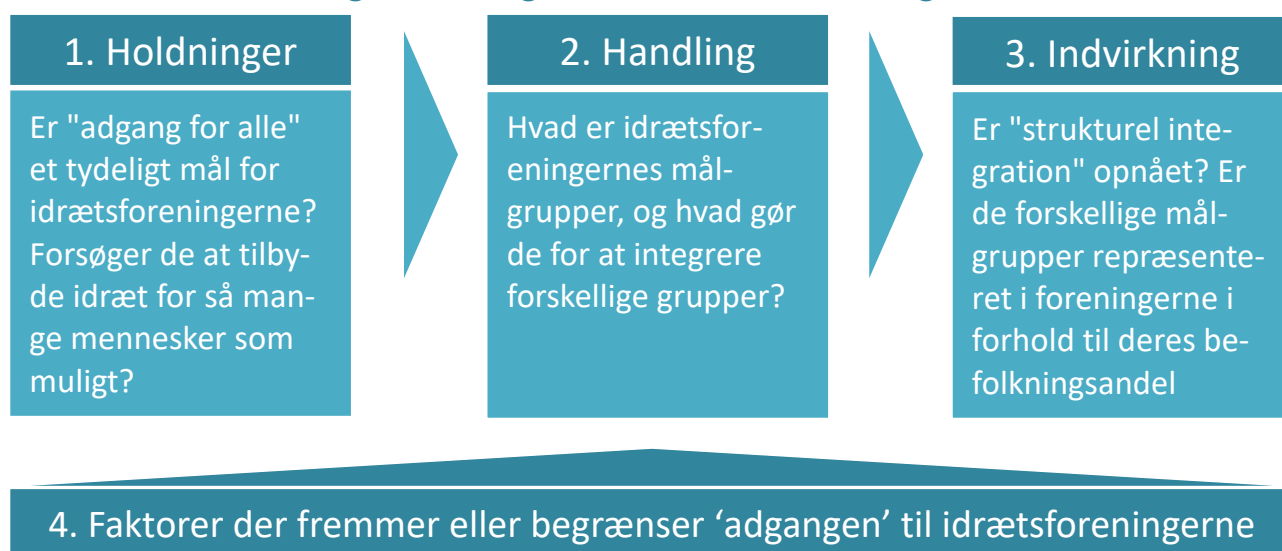 1. Holdninger
Er "adgang for alle"
et tydeligt mål for
idrætsforeningerne?
Forsøger de at tilby-
de idræt for så man-
ge mennesker som
muligt?
2. Handling
Hvad er idrætsfor-
eningernes mål-
grupper, og hvad gør
de for at integrere
forskellige grupper?
3. Indvirkning
Er "strukturel inte-
gration" opnået? Er
de forskellige mål-
grupper repræsente-
ret i foreningerne i
forhold til deres be-
folkningsandel
4. Faktorer der fremmer eller begrænser ‘adgangen’ til idrætsforeningerne